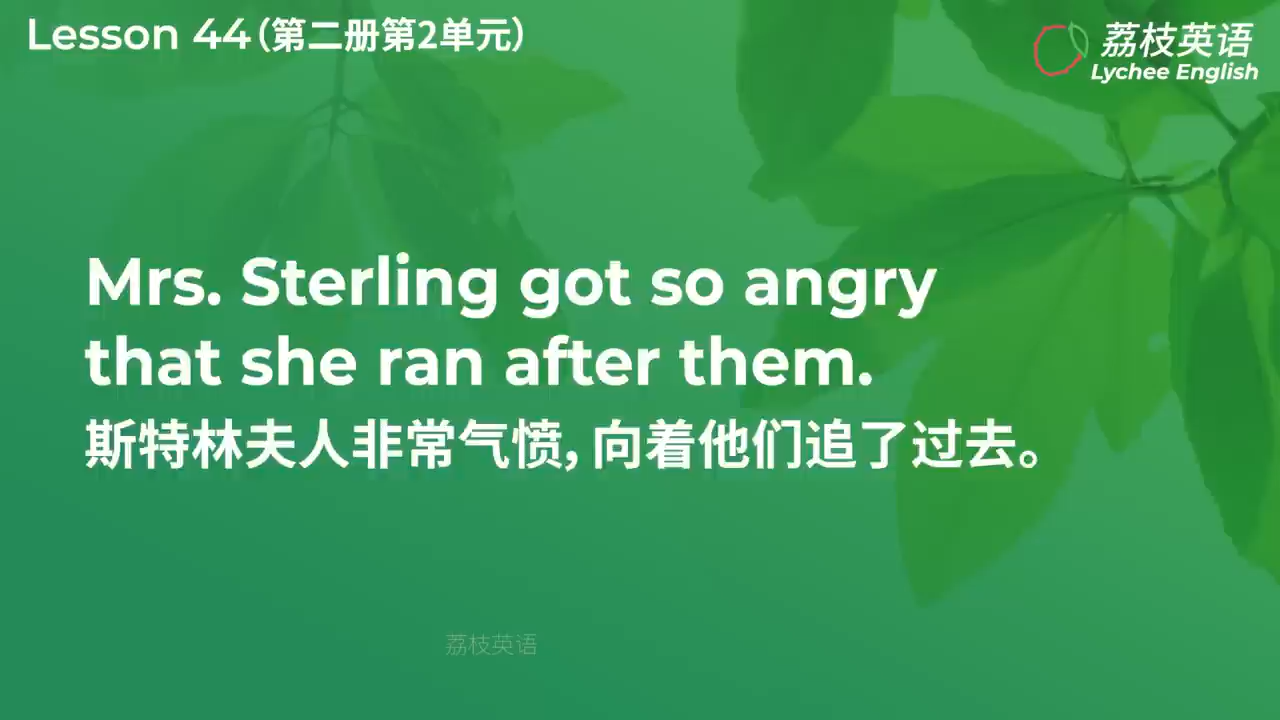 Lesson 44(第二册第2单元)
荔枝英语
Lychee English
Mrs. Sterling got so angry
that she ran after them.
斯特林夫人非常气愤,向着他们追了过去。
荔枝英语